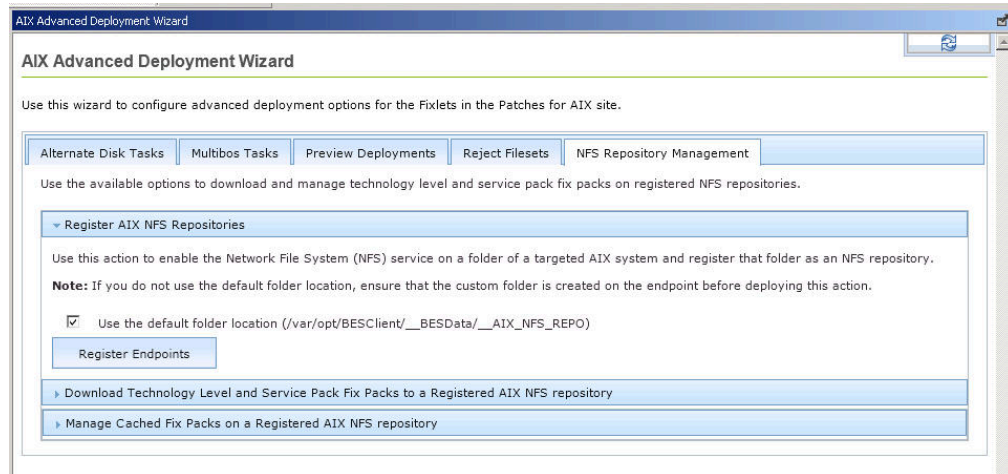 AIX Advanced Deployment Wizard
AIX Advanced Deployment Wizard
Use this wizard to configure advanced deployment options for the Fixlets in the Patches for AIX site.
Alternate Disk Tasks
Multibos Tasks
Preview Deployments
Reject Filesets
NFS Repository Management
Use the available options to download and manage technology level and service pack fix packs on registered NFS repositories.
Register AIX NFS Repositories
Use this action to enable the Network File System (NFS) service on a folder of a targeted AIX system and register that folder as an NFS repository.
Note: If you do not use the default folder location, ensure that the custom folder is created on the endpoint before deploying this action.
Use the default folder location (/var/opt/BESClient/__BESData/__AIX_NFS_REPO)
Register Endpoints
Download Technology Level and Service Pack Fix Packs to a Registered AIX NFS repository
Manage Cached Fix Packs on a Registered AIX NFS repository